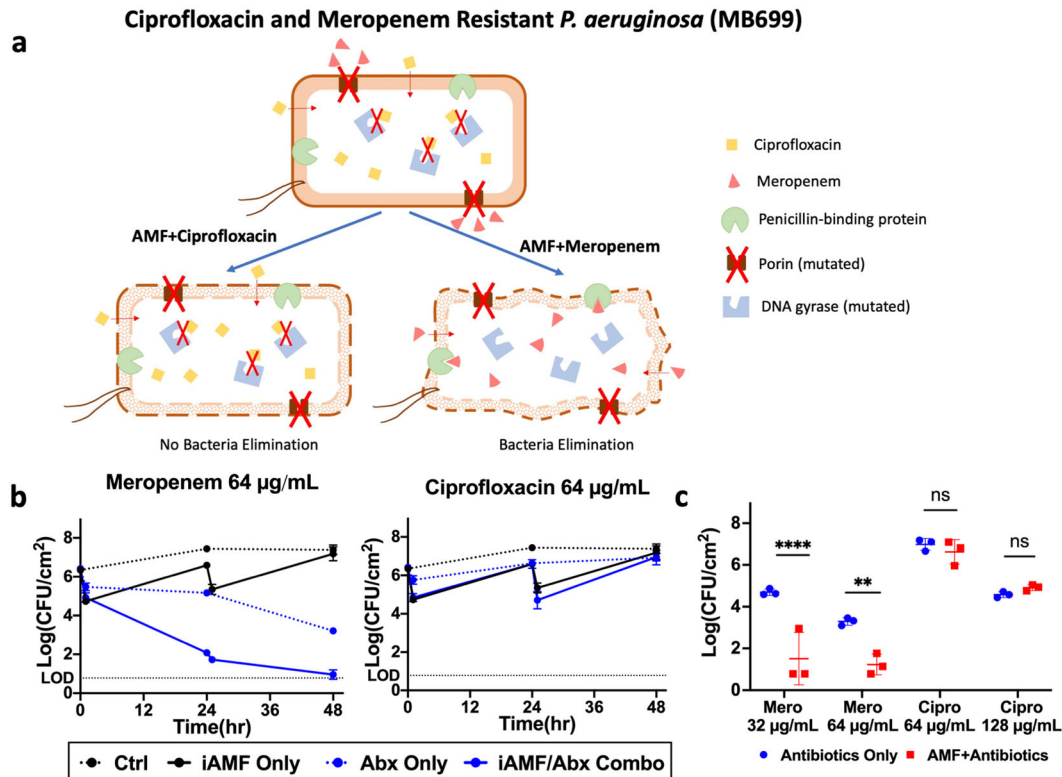 Ciprofloxacin and Meropenem Resistant P. aeruginosa (MB699)
a
Ciprofloxacin
Meropenem
Penicillin-binding protein
Porin (mutated)
DNA gyrase (mutated)
AMF+Ciprofloxacin
AMF+Meropenem
No Bacteria Elimination
Bacteria Elimination
b
Meropenem 64 µg/mL
Log(CFU/cm²)
8
6
4
2
LOD
0
0 12 24 36 48
Time(hr)
Ciprofloxacin 64 µg/mL
Log(CFU/cm²)
8
6
4
2
LOD
0
0 12 24 36 48
Time(hr)
Ctrl iAMF Only Abx Only iAMF/Abx Combo
c
Log(CFU/cm²)
8
6
4
2
0
****
**
ns
ns
Mero Mero Cipro Cipro
32 µg/mL 64 µg/mL 64 µg/mL 128 µg/mL
Antibiotics Only AMF+Antibiotics